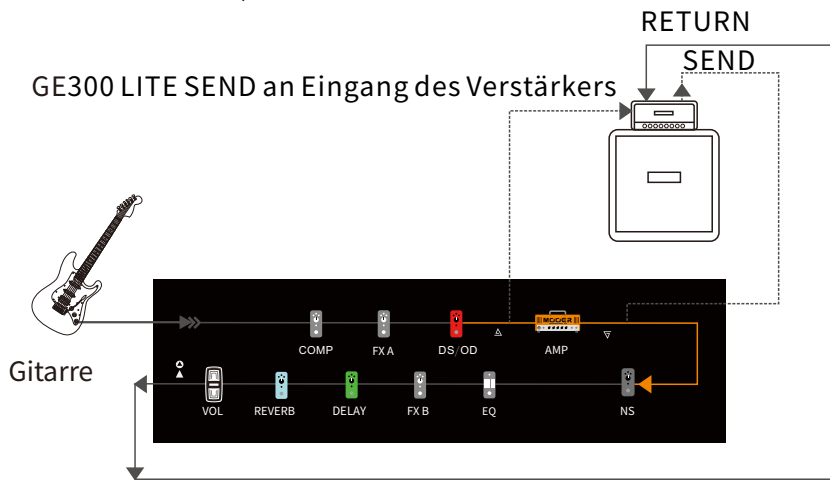 RETURN
SEND
GE300 LITE SEND an Eingang des Verstärkers
MOOER
COMP
FX A
DS/OD
AMP
Gitarre
VOL
REVERB
DELAY
FX B
EQ
NS